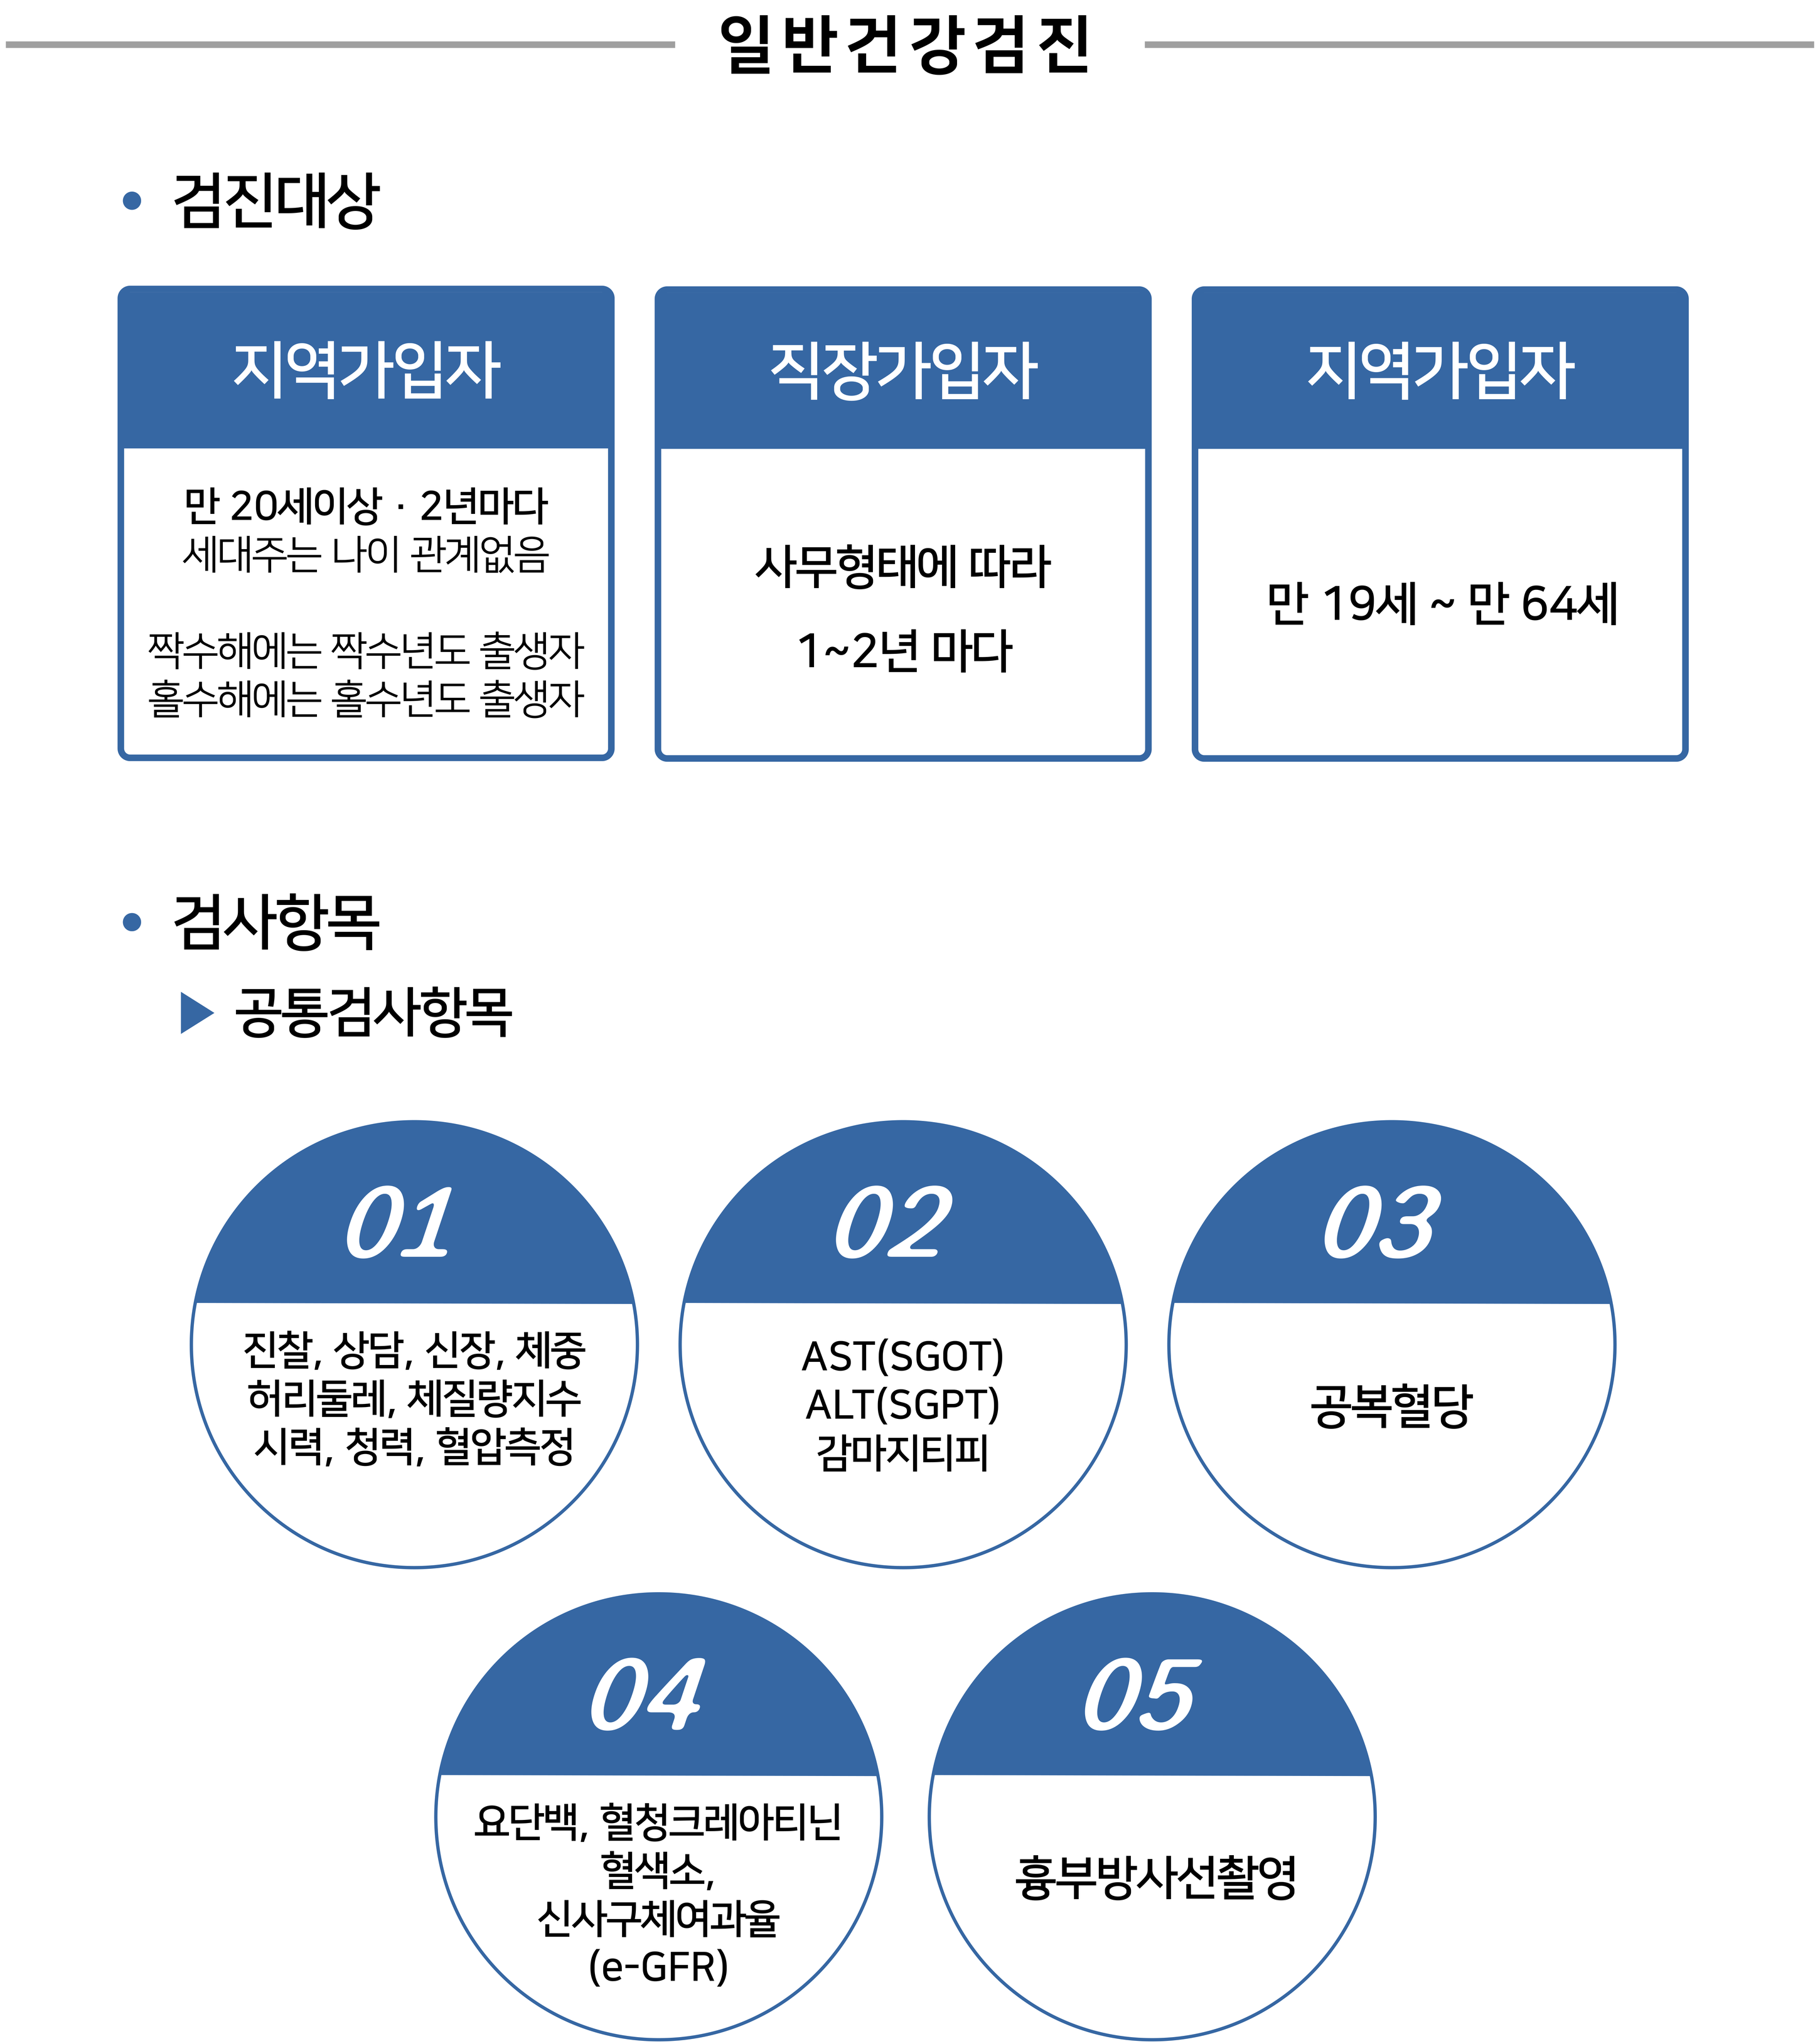 일반건강검진
검진대상
지역가입자
만 20세이상 · 2년마다
세대주는 나이 관계없음
짝수해에는 짝수년도 출생자
홀수해에는 홀수년도 출생자
직장가입자
사무형태에 따라
1~2년 마다
지역가입자
만 19세 ~ 만 64세
검사항목
공통검사항목
01
진찰, 상담, 신장, 체중
허리둘레, 체질량지수
시력, 청력, 혈압측정
02
AST(SGOT)
ALT(SGPT)
감마지티피
03
공복혈당
04
요단백, 혈청크레아티닌
혈색소,
신사구체여과율
(e-GFR)
05
흉부방사선촬영